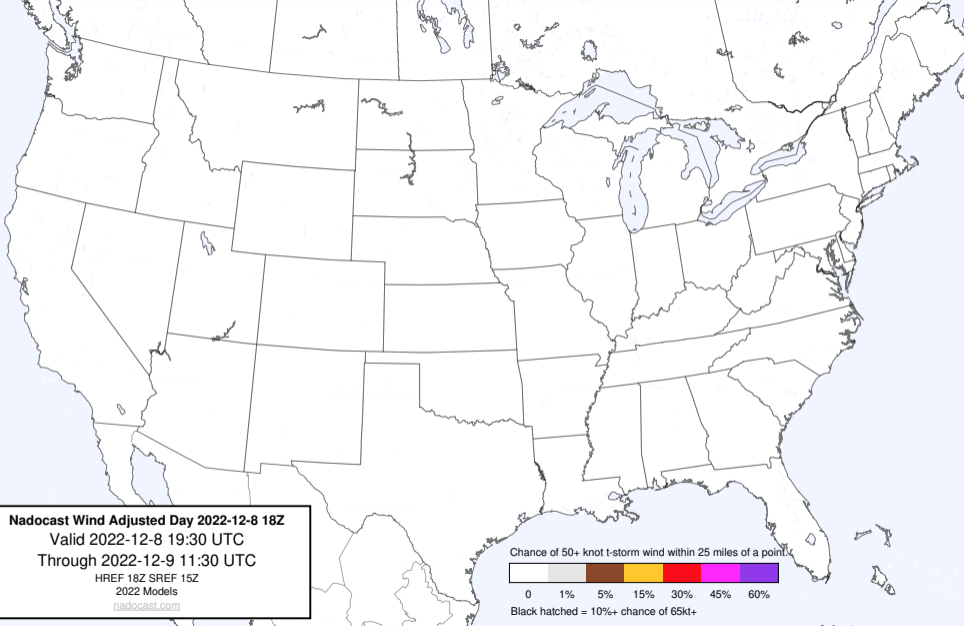 Nadocast Wind Adjusted Day 2022-12-8 18Z
Valid 2022-12-8 19:30 UTC
Through 2022-12-9 11:30 UTC
HREF 18Z SREF 15Z
2022 Models
nadocast.com
Chance of 50+ knot t-storm wind within 25 miles of a point.
0 1% 5% 15% 30% 45% 60%
Black hatched = 10%+ chance of 65kt+